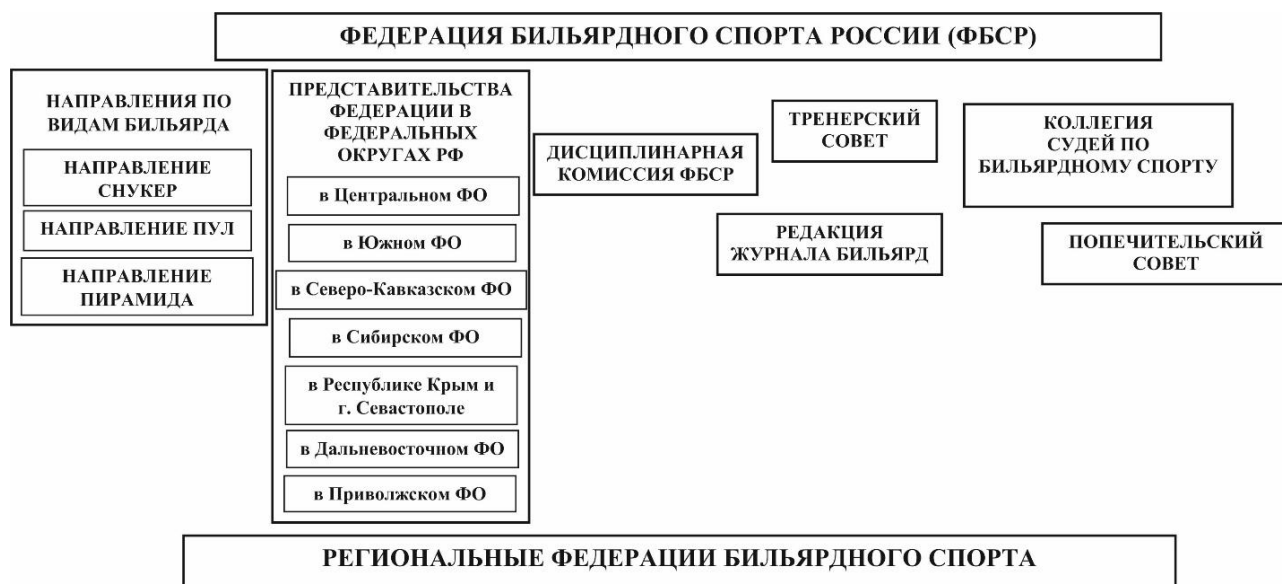 ФЕДЕРАЦИЯ БИЛЬЯРДНОГО СПОРТА РОССИИ (ФБСР)
НАПРАВЛЕНИЯ ПО
ВИДАМ БИЛЬЯРДА
НАПРАВЛЕНИЕ
СНУКЕР
НАПРАВЛЕНИЕ ПУЛ
НАПРАВЛЕНИЕ
ПИРАМИДА
ПРЕДСТАВИТЕЛЬСТВА
ФЕДЕРАЦИИ В
ФЕДЕРАЛЬНЫХ
ОКРУГАХ РФ
в Центральном ФО
в Южном ФО
в Северо-Кавказском ФО
в Сибирском ФО
в Республике Крым и
г. Севастополе
в Дальневосточном ФО
в Приволжском ФО
ДИСЦИПЛИНАРНАЯ
КОМИССИЯ ФБСР
ТРЕНЕРСКИЙ
СОВЕТ
РЕДАКЦИЯ
ЖУРНАЛА БИЛЬЯРД
КОЛЛЕГИЯ
СУДЕЙ ПО
БИЛЬЯРДНОМУ СПОРТУ
ПОПЕЧИТЕЛЬСКИЙ
СОВЕТ
РЕГИОНАЛЬНЫЕ ФЕДЕРАЦИИ БИЛЬЯРДНОГО СПОРТА